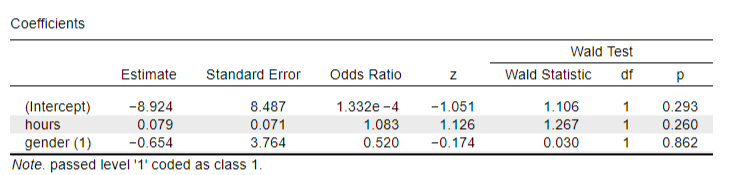 Coefficients
Wald Test
Estimate Standard Error Odds Ratio z Wald Statistic df p
(Intercept) −8.924 8.487 1.332e −4 −1.051 1.106 1 0.293
hours 0.079 0.071 1.083 1.126 1.267 1 0.260
gender (1) −0.654 3.764 0.520 −0.174 0.030 1 0.862
Note. passed level '1' coded as class 1.